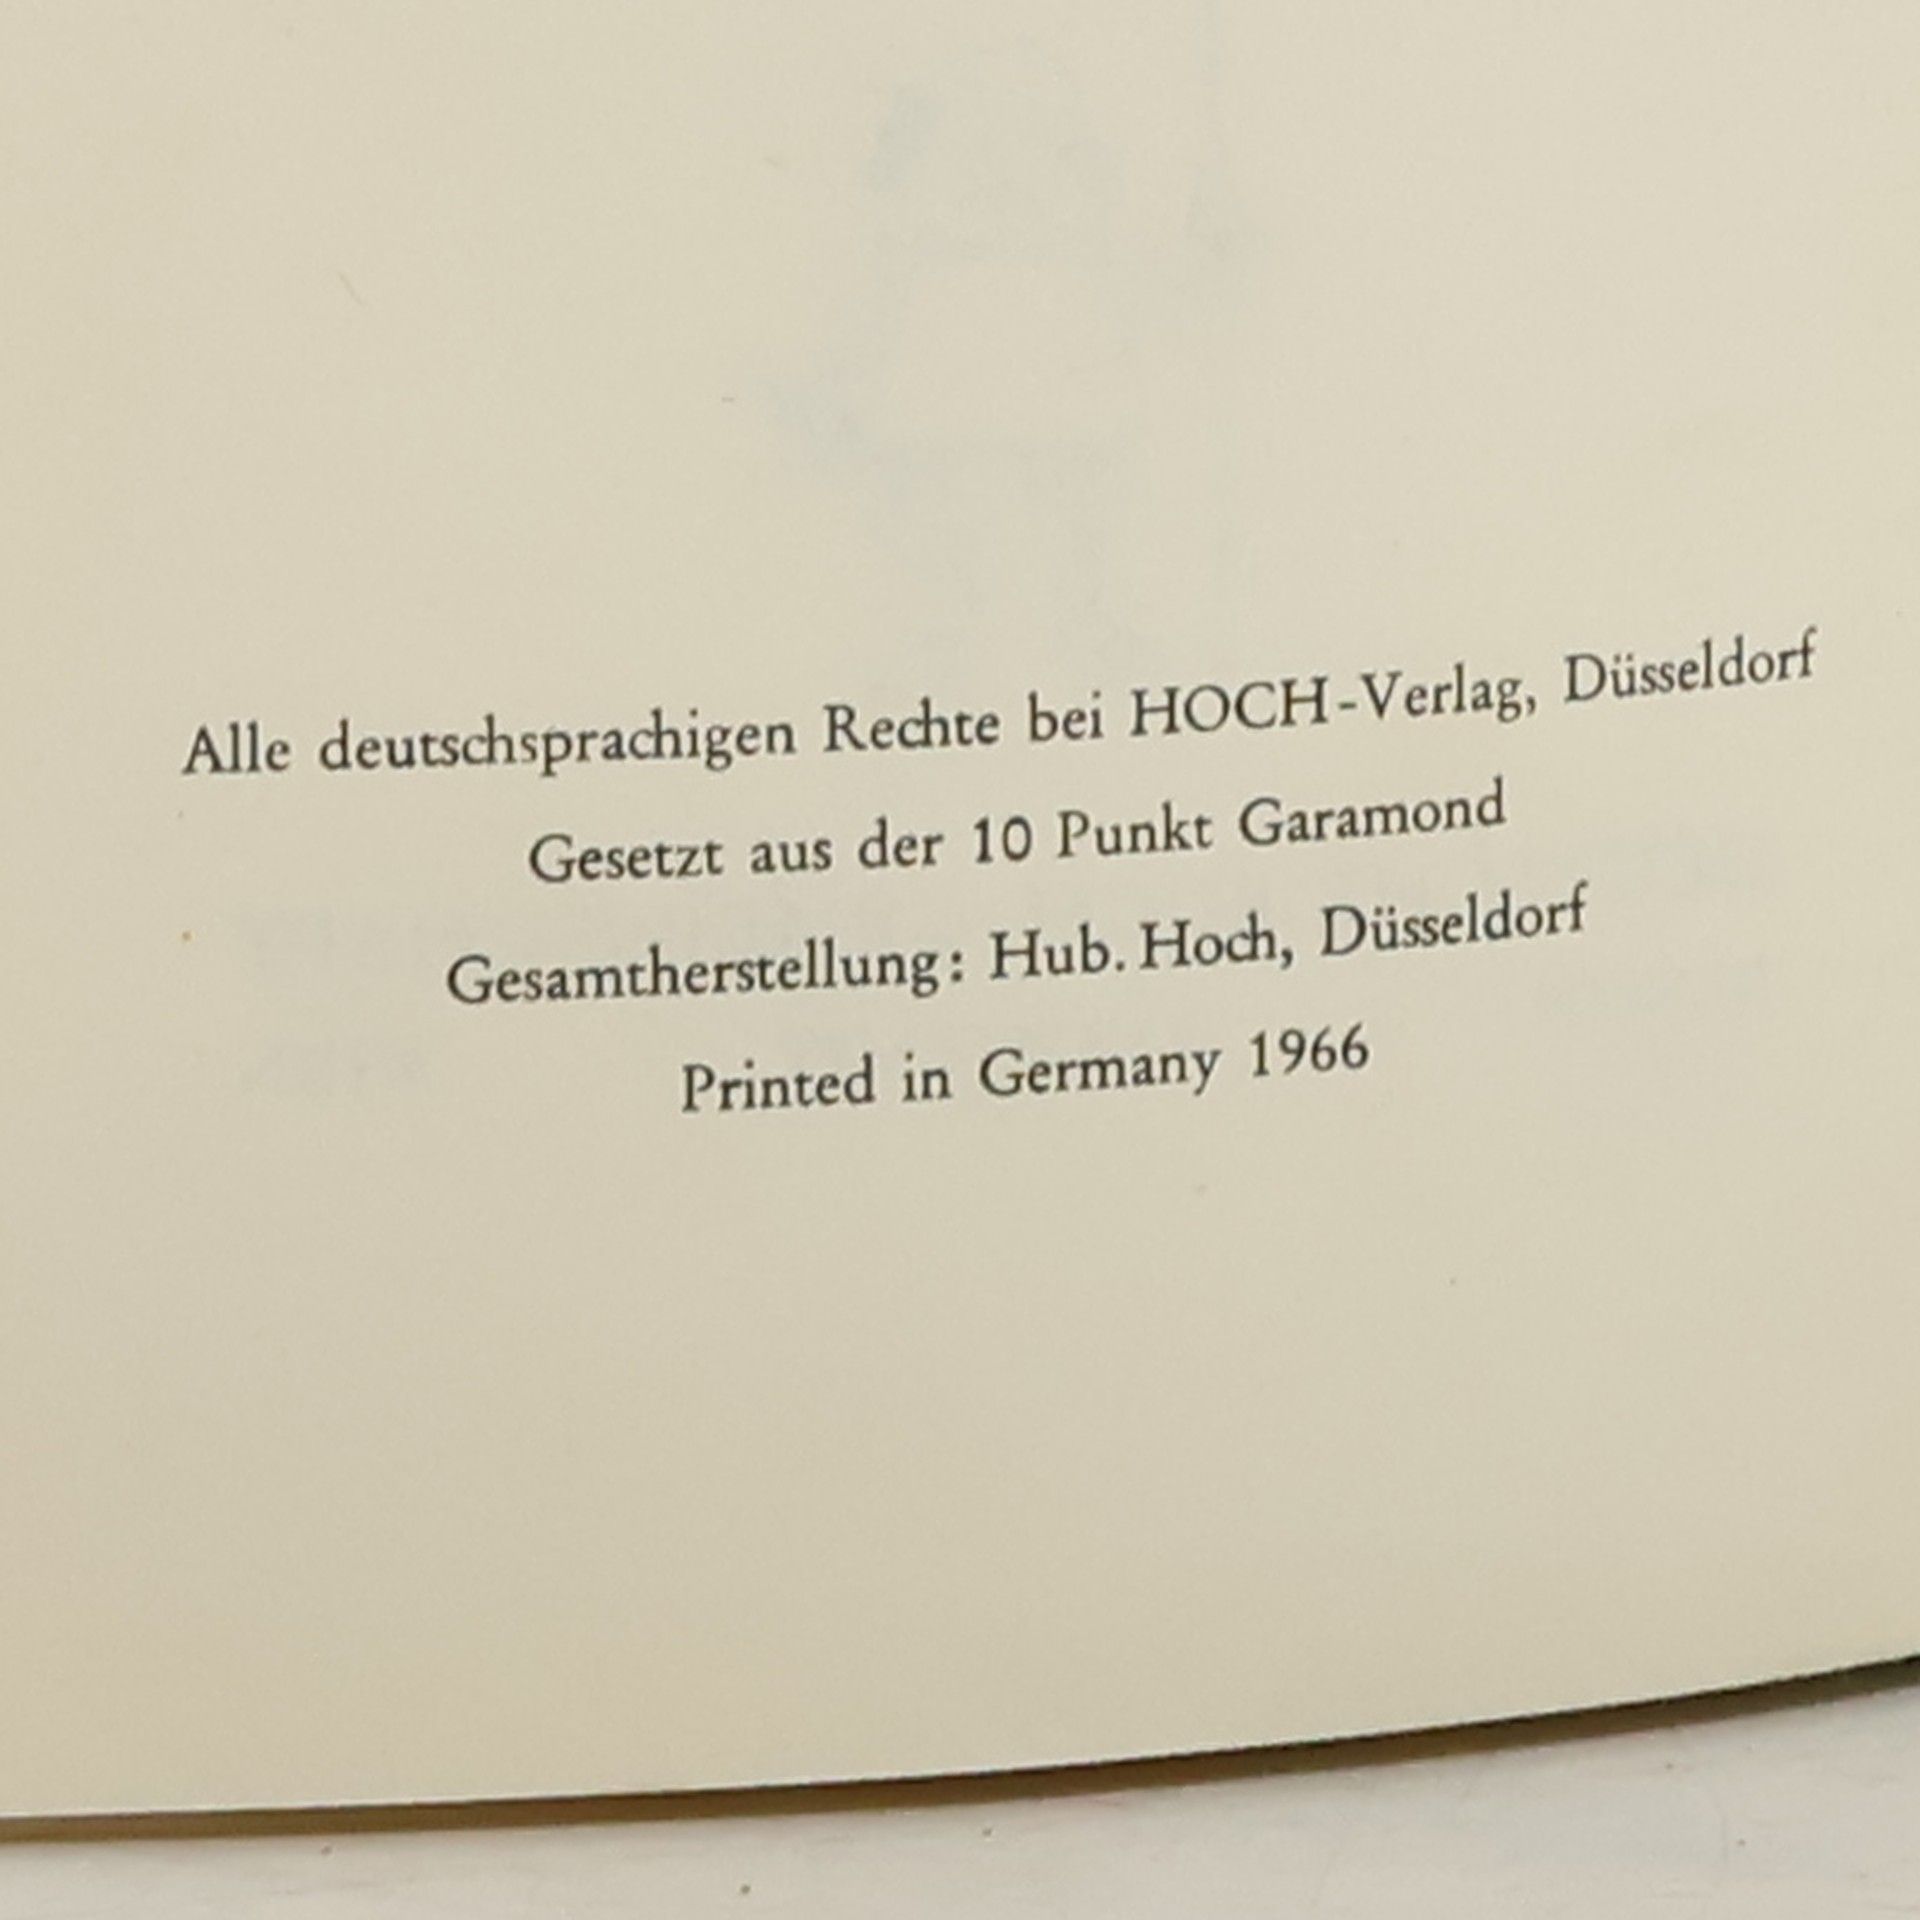 Alle deutschsprachigen Rechte bei HOCH-Verlag, Düsseldorf
Gesetzt aus der 10 Punkt Garamond
Gesamtherstellung: Hub. Hoch, Düsseldorf
Printed in Germany 1966